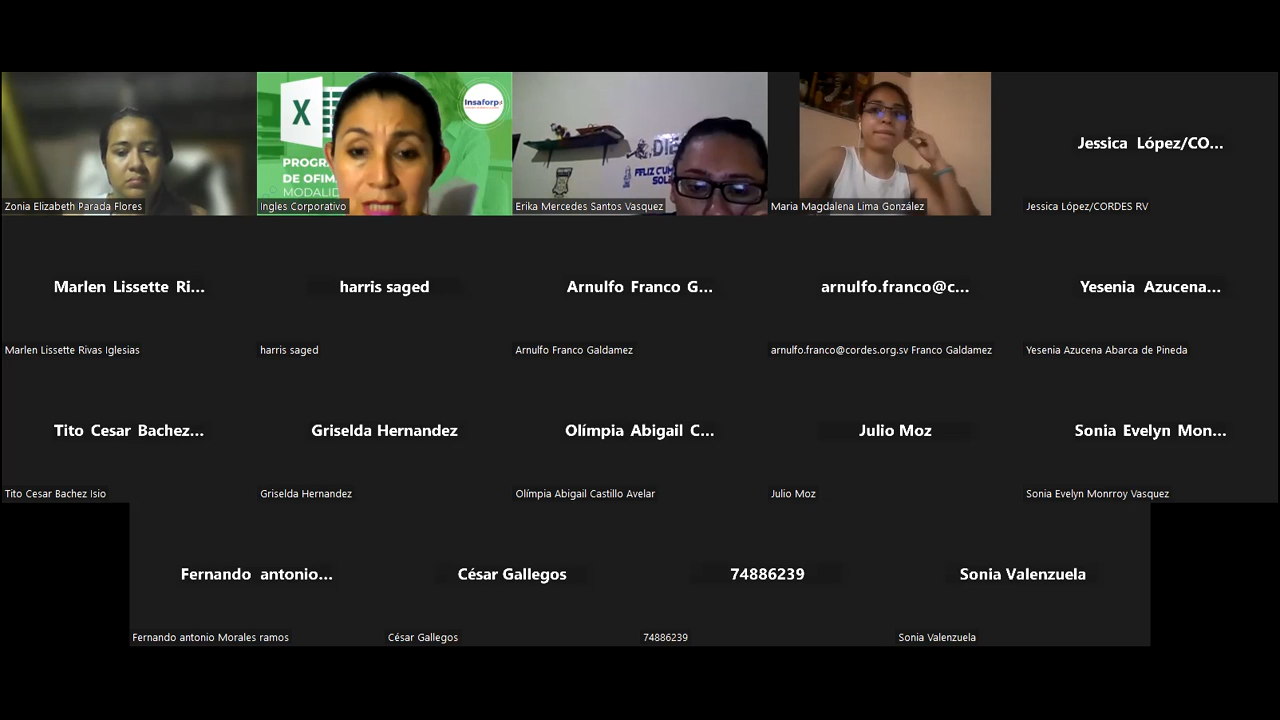 X
Insaforp
PROGR
DE OFIM
MODALID
FELIZ CUM
Zonia Elizabeth Parada Flores
Ingles Corporativo
Erika Mercedes Santos Vasquez
Maria Magdalena Lima González
Jessica López/CO...
Jessica López/CORDES RV
Marlen Lissette Ri...
harris saged
Arnulfo Franco G...
arnulfo.franco@c...
Yesenia Azucena...
Marlen Lissette Rivas Iglesias
harris saged
Arnulfo Franco Galdamez
arnulfo.franco@cordes.org.sv Franco Galdamez
Yesenia Azucena Abarca de Pineda
Tito Cesar Bachez...
Griselda Hernandez
Olímpia Abigail C...
Julio Moz
Sonia Evelyn Mon...
Tito Cesar Bachez Isio
Griselda Hernandez
Olímpia Abigail Castillo Avelar
Julio Moz
Sonia Evelyn Monrroy Vasquez
Fernando antonio...
César Gallegos
74886239
Sonia Valenzuela
Fernando antonio Morales ramos
César Gallegos
74886239
Sonia Valenzuela